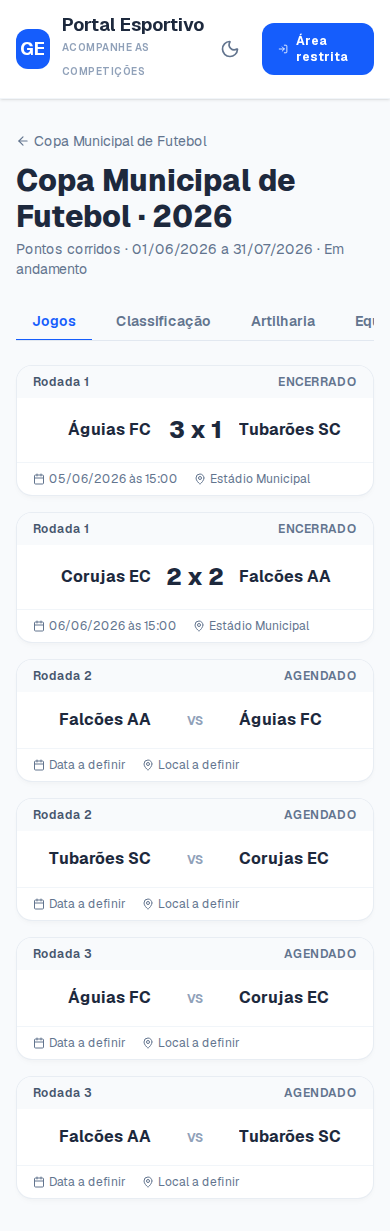 GE
Portal Esportivo
ACOMPANHE AS
COMPETIÇÕES
Área
restrita
Copa Municipal de Futebol
Copa Municipal de
Futebol · 2026
Pontos corridos · 01/06/2026 a 31/07/2026 · Em
andamento
Jogos Classificação Artilharia
Rodada 1 ENCERRADO
Águias FC 3 x 1 Tubarões SC
05/06/2026 às 15:00 Estádio Municipal
Rodada 1 ENCERRADO
Corujas EC 2 x 2 Falcões AA
06/06/2026 às 15:00 Estádio Municipal
Rodada 2 AGENDADO
Falcões AA vs Águias FC
Data a definir Local a definir
Rodada 2 AGENDADO
Tubarões SC vs Corujas EC
Data a definir Local a definir
Rodada 3 AGENDADO
Águias FC vs Corujas EC
Data a definir Local a definir
Rodada 3 AGENDADO
Falcões AA vs Tubarões SC
Data a definir Local a definir